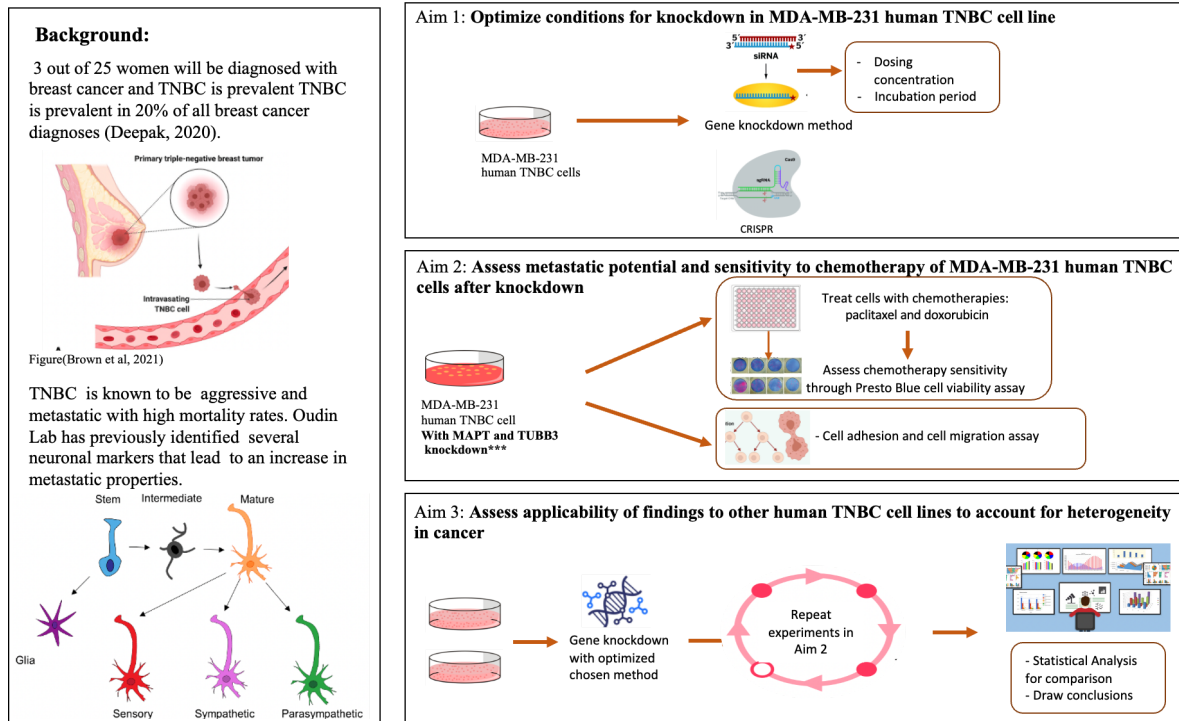 Background:
3 out of 25 women will be diagnosed with
breast cancer and TNBC is prevalent TNBC
is prevalent in 20% of all breast cancer
diagnoses (Deepak, 2020).
Primary triple-negative breast tumor
Intravasating
TNBC cell
Figure(Brown et al, 2021)
TNBC is known to be aggressive and
metastatic with high mortality rates. Oudin
Lab has previously identified several
neuronal markers that lead to an increase in
metastatic properties.
Stem
Intermediate
Mature
Glia
Sensory
Sympathetic
Parasympathetic
Aim 1: Optimize conditions for knockdown in MDA-MB-231 human TNBC cell line
5′ 3′
3′ 5′
siRNA
- Dosing
concentration
- Incubation period
Gene knockdown method
MDA-MB-231
human TNBC cells
Cas9
sgRNA
CRISPR
Aim 2: Assess metastatic potential and sensitivity to chemotherapy of MDA-MB-231 human TNBC
cells after knockdown
Treat cells with chemotherapies:
paclitaxel and doxorubicin
Assess chemotherapy sensitivity
through Presto Blue cell viability assay
MDA-MB-231
human TNBC cell
With MAPT and TUBB3
knockdown***
- Cell adhesion and cell migration assay
Aim 3: Assess applicability of findings to other human TNBC cell lines to account for heterogeneity
in cancer
Gene knockdown
with optimized
chosen method
Repeat
experiments in
Aim 2
- Statistical Analysis
for comparison
- Draw conclusions